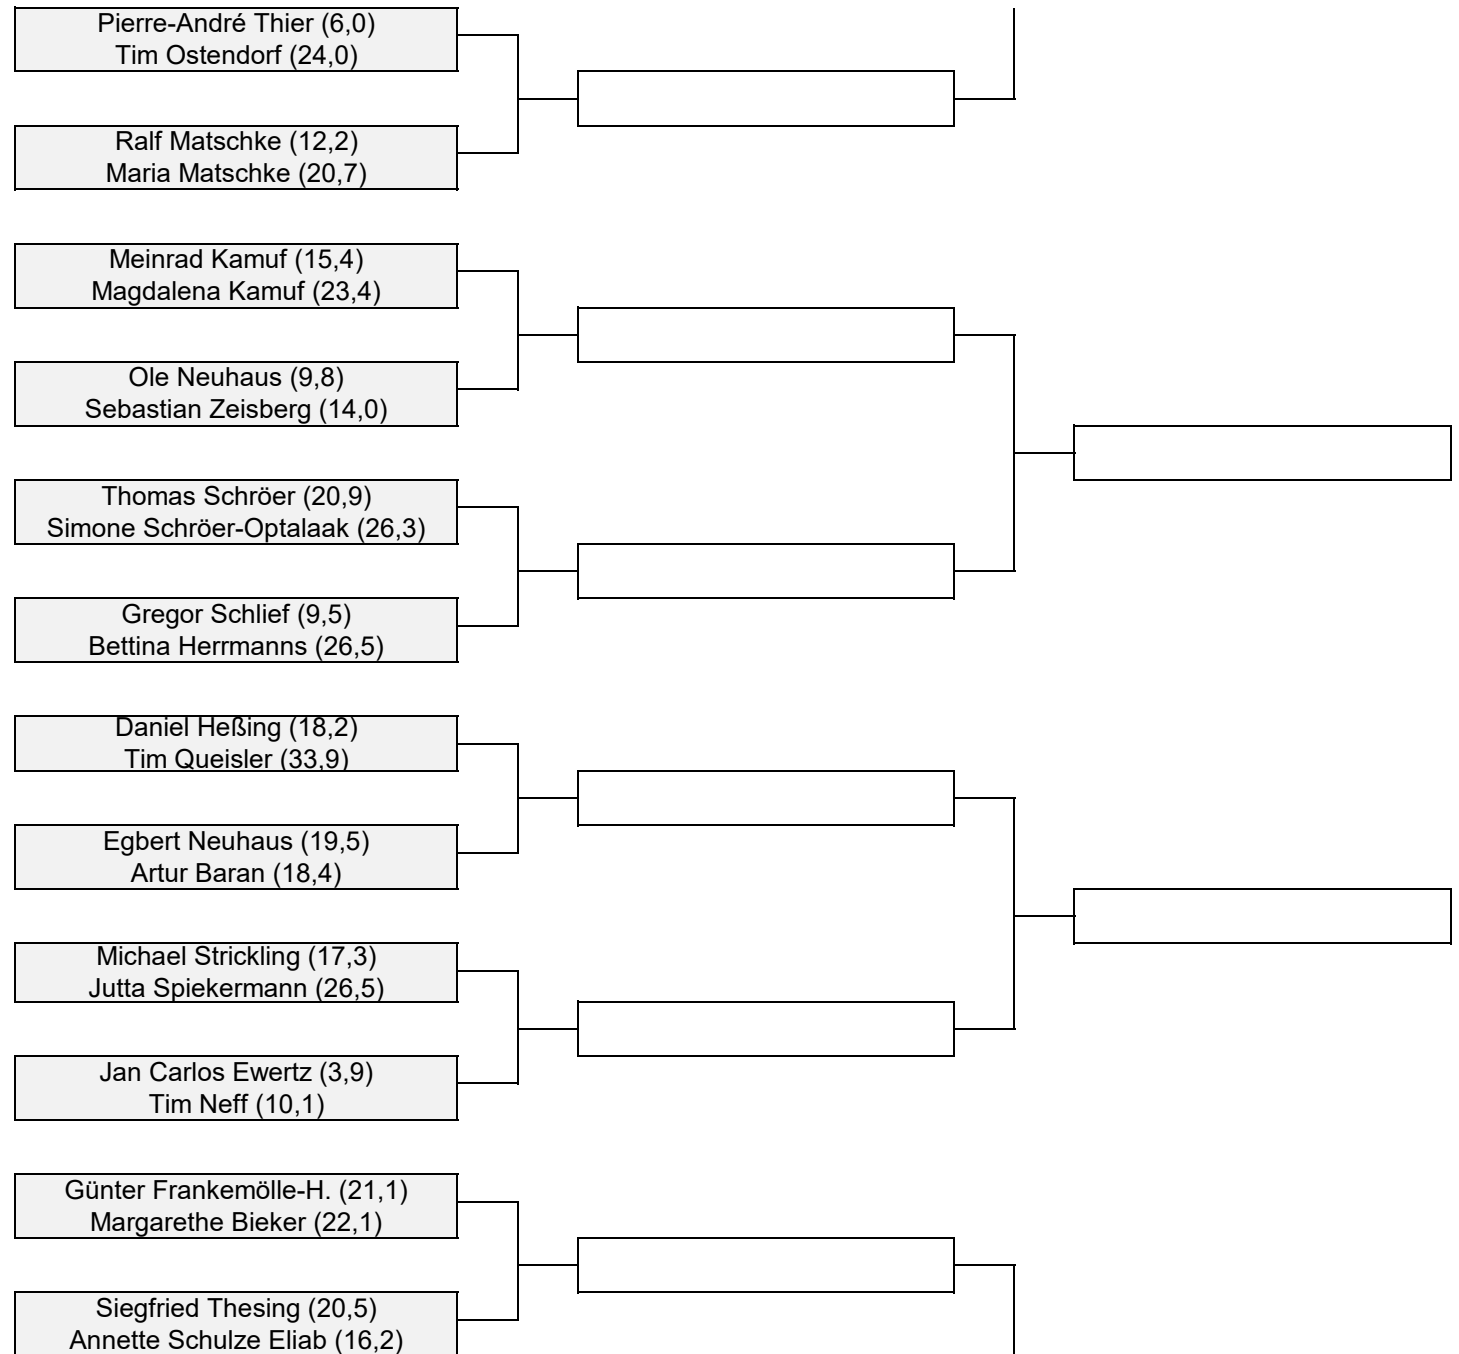 Pierre-André Thier (6,0)
Tim Ostendorf (24,0)
Ralf Matschke (12,2)
Maria Matschke (20,7)
Meinrad Kamuf (15,4)
Magdalena Kamuf (23,4)
Ole Neuhaus (9,8)
Sebastian Zeisberg (14,0)
Thomas Schröer (20,9)
Simone Schröer-Optalaak (26,3)
Gregor Schlief (9,5)
Bettina Herrmanns (26,5)
Daniel Heßing (18,2)
Tim Queisler (33,9)
Egbert Neuhaus (19,5)
Artur Baran (18,4)
Michael Strickling (17,3)
Jutta Spiekermann (26,5)
Jan Carlos Ewertz (3,9)
Tim Neff (10,1)
Günter Frankemölle-H. (21,1)
Margarethe Bieker (22,1)
Siegfried Thesing (20,5)
Annette Schulze Eliab (16,2)